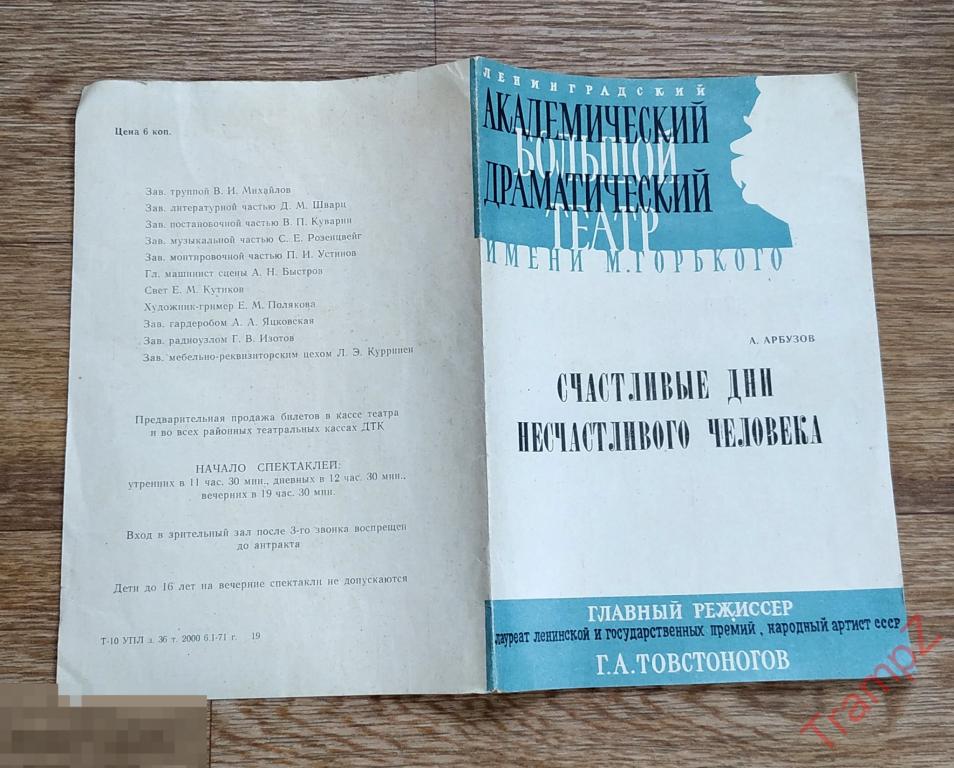 Цена 6 коп.
Зав. труппой В. И. Михайлов
Зав. литературной частью Д. М. Шварц
Зав. постановочной частью В. П. Куварин
Зав. музыкальной частью С. Е. Розенцвейг
Зав. монтировочной частью П. И. Устинов
Гл. машинист сцены А. Н. Быстров
Свет Е. М. Кутиков
Художник-гример Е. М. Полякова
Зав. гардеробом А. А. Яцковская
Зав. радиоузлом Г. В. Изотов
Зав. мебельно-реквизиторским цехом Л. Э. Курринен
Предварительная продажа билетов в кассе театра
и во всех районных театральных кассах ДТК
НАЧАЛО СПЕКТАКЛЕЙ:
утренних в 11 час. 30 мин., дневных в 12 час. 30 мин.,
вечерних в 19 час. 30 мин.
Вход в зрительный зал после 3-го звонка воспрещен
до антракта
Дети до 16 лет на вечерние спектакли не допускаются
Т-10 УПЛ з. 36 т. 2000 6.I-71 г. 19
ЛЕНИНГРАДСКИЙ
АКАДЕМИЧЕСКИЙ
БОЛЬШОЙ
ДРАМАТИЧЕСКИЙ
ТЕАТР
ИМЕНИ М.ГОРЬКОГО
А. АРБУЗОВ
СЧАСТЛИВЫЕ ДНИ
НЕСЧАСТЛИВОГО ЧЕЛОВЕКА
ГЛАВНЫЙ РЕЖИССЕР
лауреат ленинской и государственных премий, народный артист ссср
Г.А.ТОВСТОНОГОВ
TrampZ